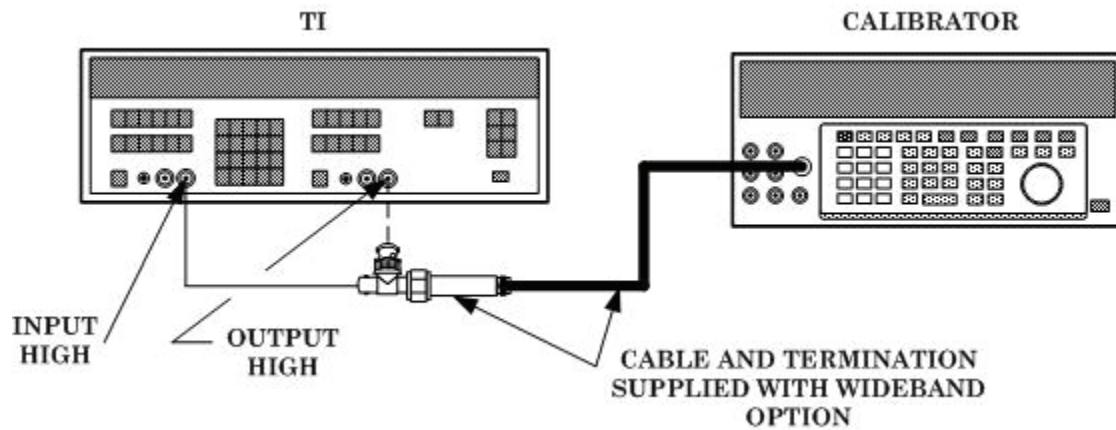 TI
CALIBRATOR
INPUT
HIGH
OUTPUT
HIGH
CABLE AND TERMINATION
SUPPLIED WITH WIDEBAND
OPTION